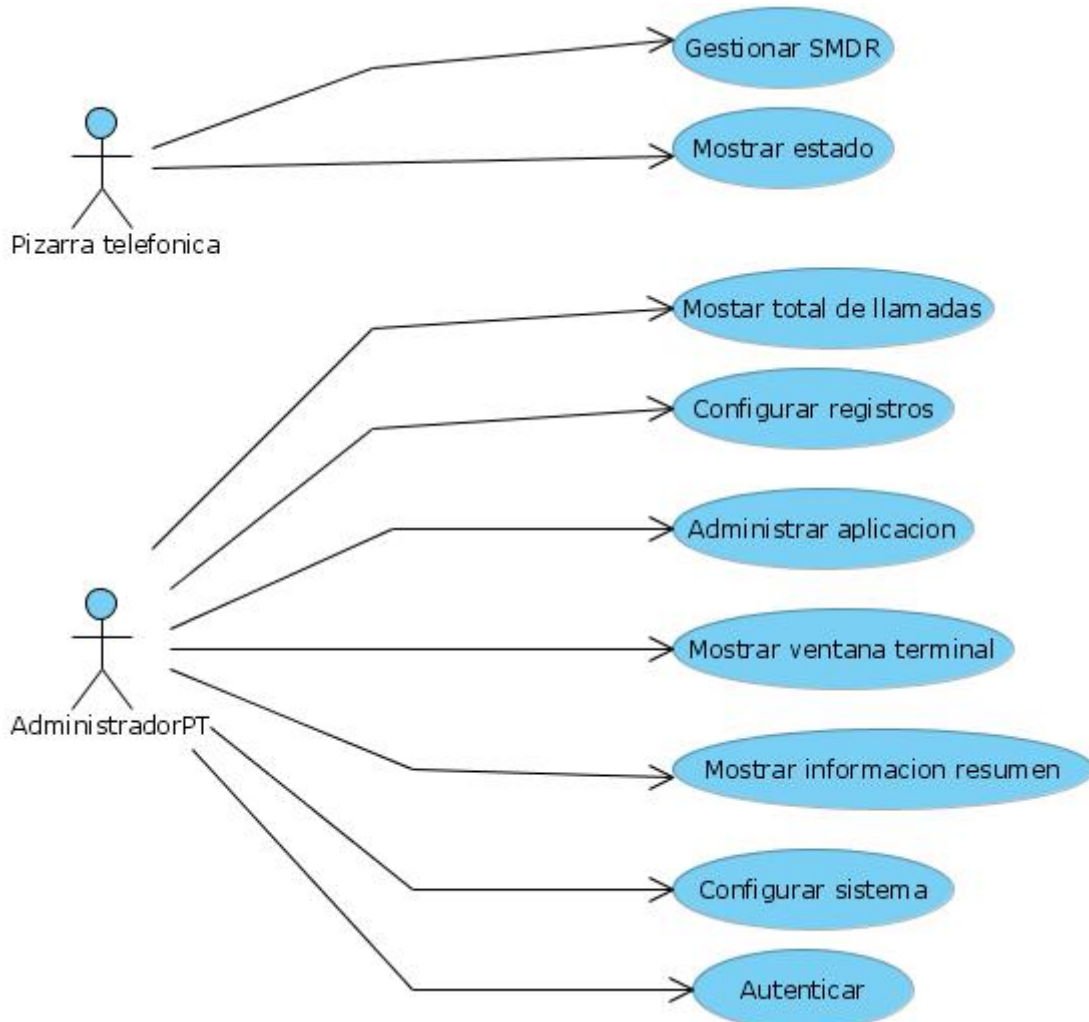 Gestionar SMDR
Mostrar estado
Pizarra telefonica
Mostar total de llamadas
Configurar registros
Administrar aplicacion
Mostrar ventana terminal
AdministradorPT
Mostrar informacion resumen
Configurar sistema
Autenticar